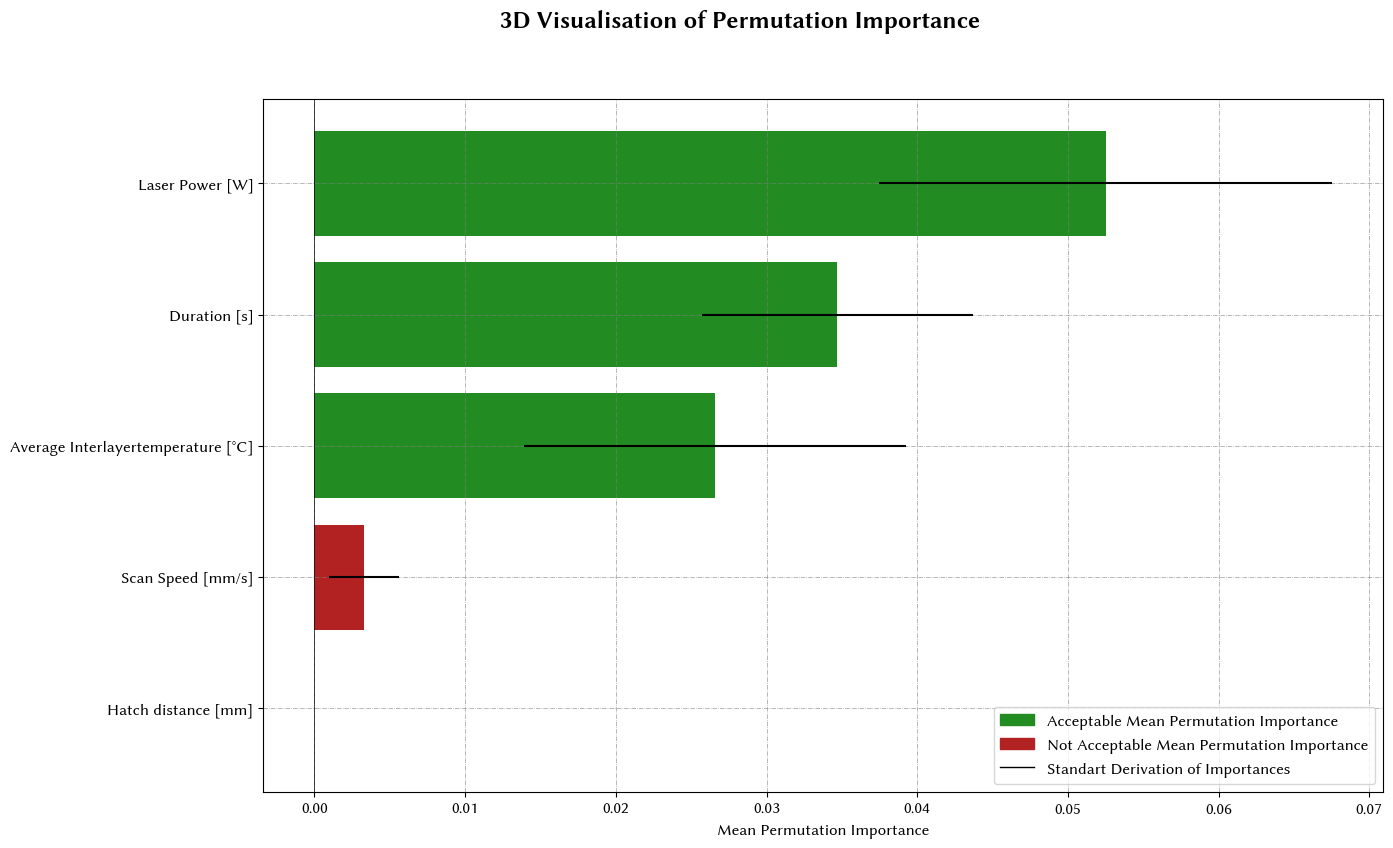 3D Visualisation of Permutation Importance
Laser Power [W]
Duration [s]
Average Interlayertemperature [°C]
Scan Speed [mm/s]
Hatch distance [mm]
Acceptable Mean Permutation Importance
Not Acceptable Mean Permutation Importance
Standart Derivation of Importances
0.00 0.01 0.02 0.03 0.04 0.05 0.06 0.07
Mean Permutation Importance